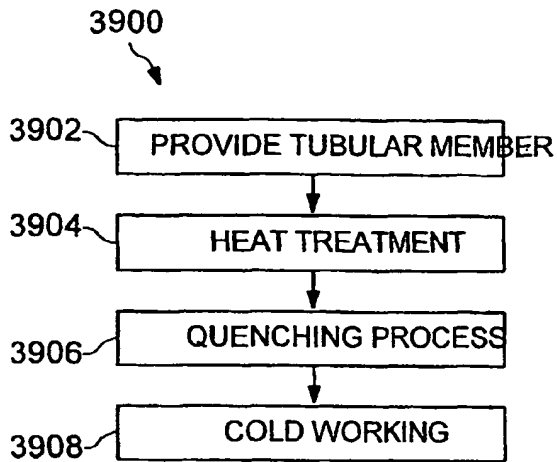 3900
3902 PROVIDE TUBULAR MEMBER
3904 HEAT TREATMENT
3906 QUENCHING PROCESS
3908 COLD WORKING